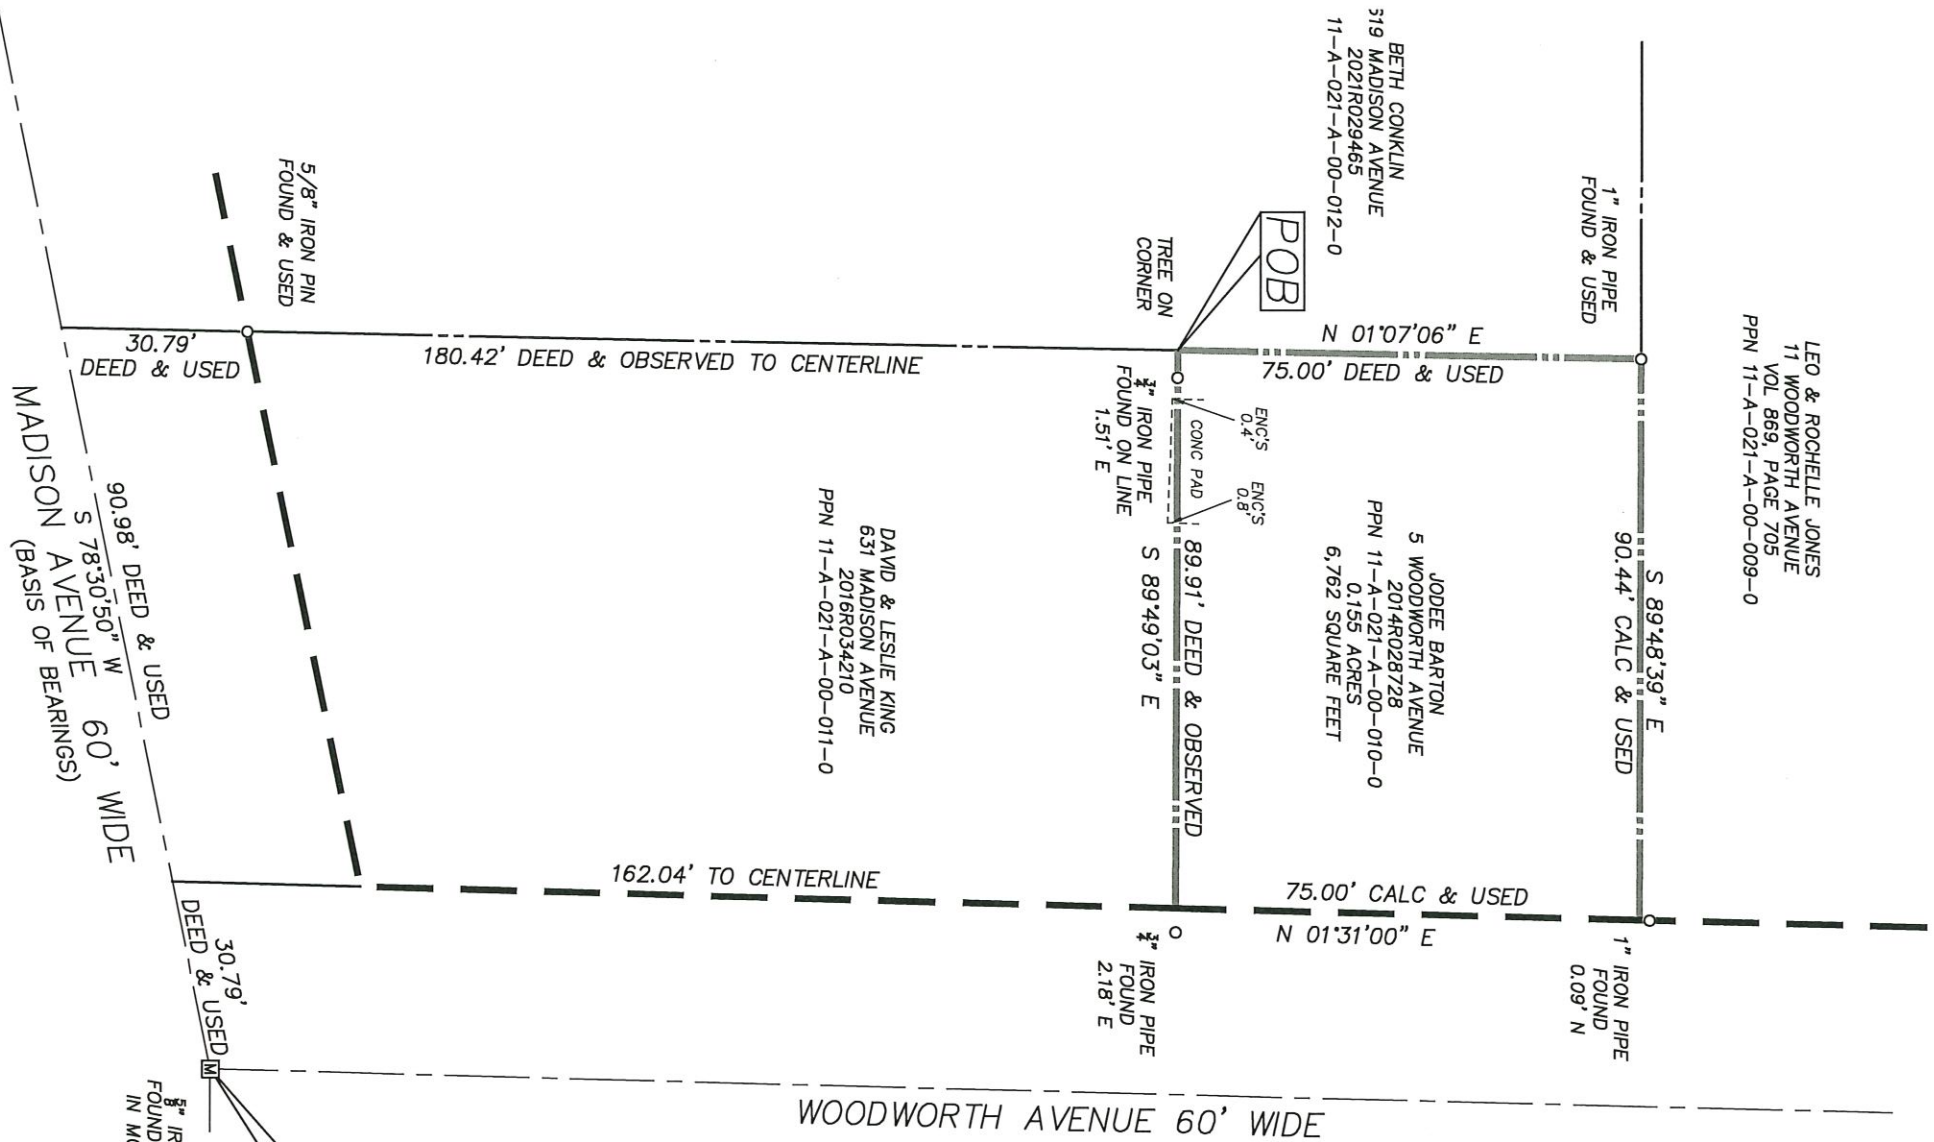 BETH CONKLIN
619 MADISON AVENUE
2021R029465
11-A-021-A-00-012-0
1" IRON PIPE
FOUND & USED
LEO & ROCHELLE JONES
11 WOODWORTH AVENUE
VOL 869, PAGE 705
PPN 11-A-021-A-00-009-0
POB
TREE ON
CORNER
5/8" IRON PIN
FOUND & USED
N 01°07'06" E
75.00' DEED & USED
30.79'
DEED & USED
180.42' DEED & OBSERVED TO CENTERLINE
3/4" IRON PIPE
FOUND ON LINE
1.51' E
ENC'S
0.4'
CONC PAD
ENC'S
0.8'
S 89°48'39" E
90.44' CALC & USED
JODEE BARTON
5 WOODWORTH AVENUE
2014R028728
PPN 11-A-021-A-00-010-0
0.155 ACRES
6,762 SQUARE FEET
89.91' DEED & OBSERVED
S 89°49'03" E
DAVID & LESLIE KING
631 MADISON AVENUE
2016R034210
PPN 11-A-021-A-00-011-0
90.98' DEED & USED
S 78°30'50" W
MADISON AVENUE 60' WIDE
(BASIS OF BEARINGS)
162.04' TO CENTERLINE
75.00' CALC & USED
N 01°31'00" E
1" IRON PIPE
FOUND
0.09' N
3/4" IRON PIPE
FOUND
2.18' E
30.79'
DEED & USED
M
5/8" IR
FOUND
IN MO
WOODWORTH AVENUE 60' WIDE